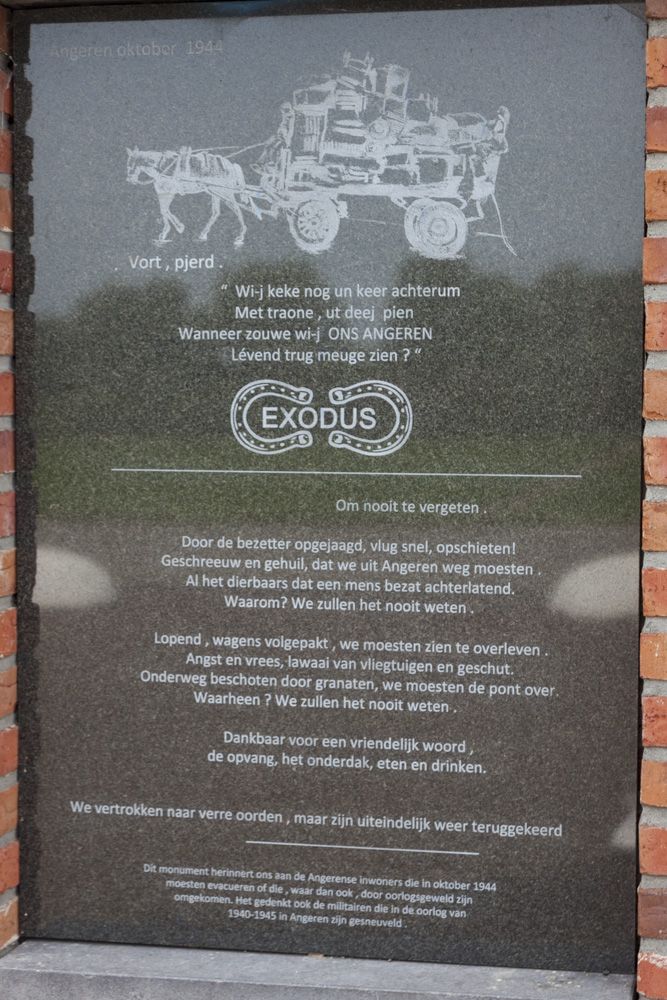 Angeren oktober 1944
Vort , pjerd .
“ Wi-j keke nog un keer achterum
Met traone , ut deej pien
Wanneer zouwe wi-j ONS ANGEREN
Lévend trug meuge zien ? “
EXODUS
Om nooit te vergeten .
Door de bezetter opgejaagd, vlug snel, opschieten!
Geschreeuw en gehuil, dat we uit Angeren weg moesten .
Al het dierbaars dat een mens bezat achterlatend.
Waarom? We zullen het nooit weten .
Lopend , wagens volgepakt , we moesten zien te overleven .
Angst en vrees, lawaai van vliegtuigen en geschut.
Onderweg beschoten door granaten, we moesten de pont over.
Waarheen ? We zullen het nooit weten .
Dankbaar voor een vriendelijk woord ,
de opvang, het onderdak, eten en drinken.
We vertrokken naar verre oorden , maar zijn uiteindelijk weer teruggekeerd
Dit monument herinnert ons aan de Angerense inwoners die in oktober 1944
moesten evacueren of die , waar dan ook , door oorlogsgeweld zijn
omgekomen. Het gedenkt ook de militairen die in de oorlog van
1940-1945 in Angeren zijn gesneuveld .